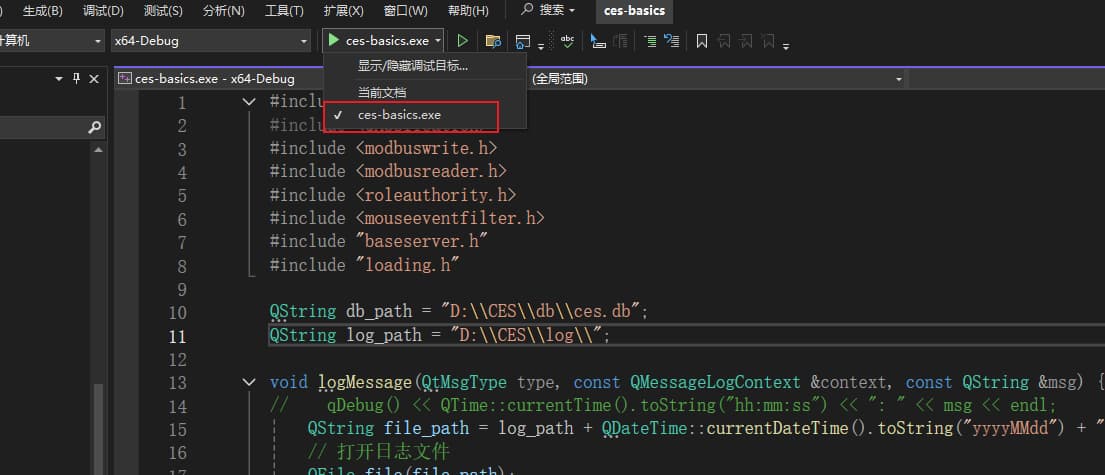 ) 生成(B) 调试(D) 测试(S) 分析(N) 工具(T) 扩展(X) 窗口(W) 帮助(H) 搜索 ces-basics
计算机 x64-Debug ces-basics.exe
显示/隐藏调试目标...
当前文档
ces-basics.exe
ces-basics.exe - x64-Debug (全局范围)
1 #inclu
2 #include
3 #include <modbuswrite.h>
4 #include <modbusreader.h>
5 #include <roleauthority.h>
6 #include <mouseeventfilter.h>
7 #include "baseserver.h"
8 #include "loading.h"
9
10 QString db_path = "D:\\CES\\db\\ces.db";
11 QString log_path = "D:\\CES\\log\\";
12
13 void logMessage(QtMsgType type, const QMessageLogContext &context, const QString &msg) {
14 // qDebug() << QTime::currentTime().toString("hh:mm:ss") << ": " << msg << endl;
15 QString file_path = log_path + QDateTime::currentDateTime().toString("yyyyMMdd") + "
16 // 打开日志文件
17 QFile file(file_path);